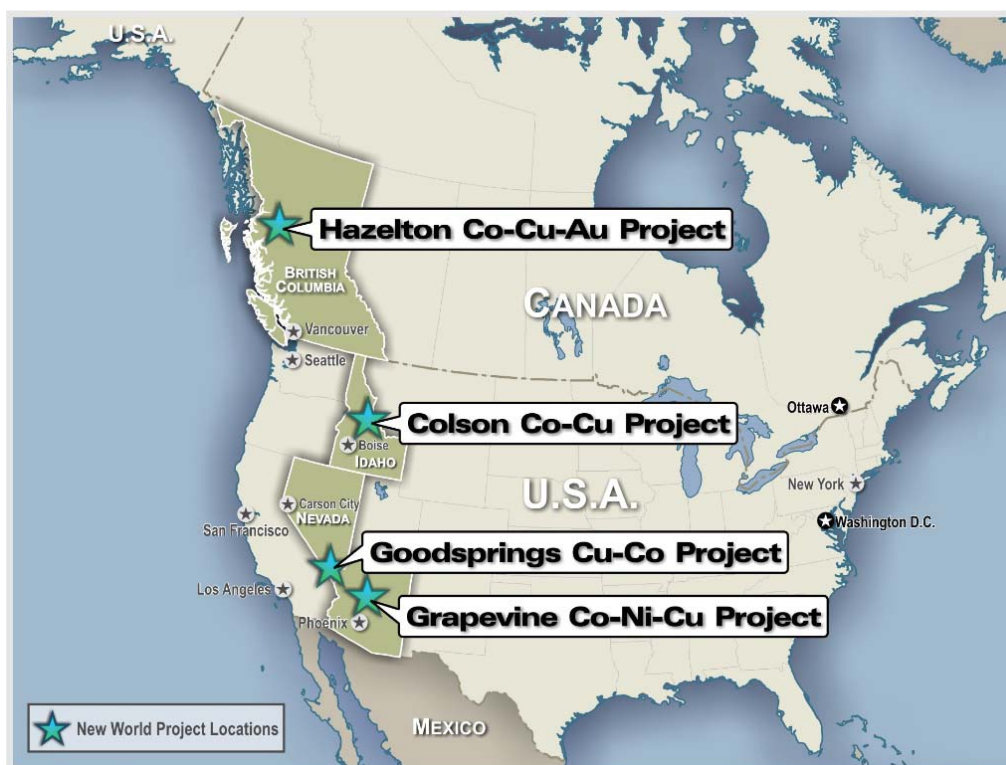 U.S.A.
Hazelton Co-Cu-Au Project
BRITISH
COLUMBIA
CANADA
Vancouver
Seattle
Ottawa
Colson Co-Cu Project
Boise
IDAHO
New York
U.S.A.
Carson City
NEVADA
San Francisco
Washington D.C.
Goodsprings Cu-Co Project
Los Angeles
Grapevine Co-Ni-Cu Project
Phoenix
MEXICO
New World Project Locations